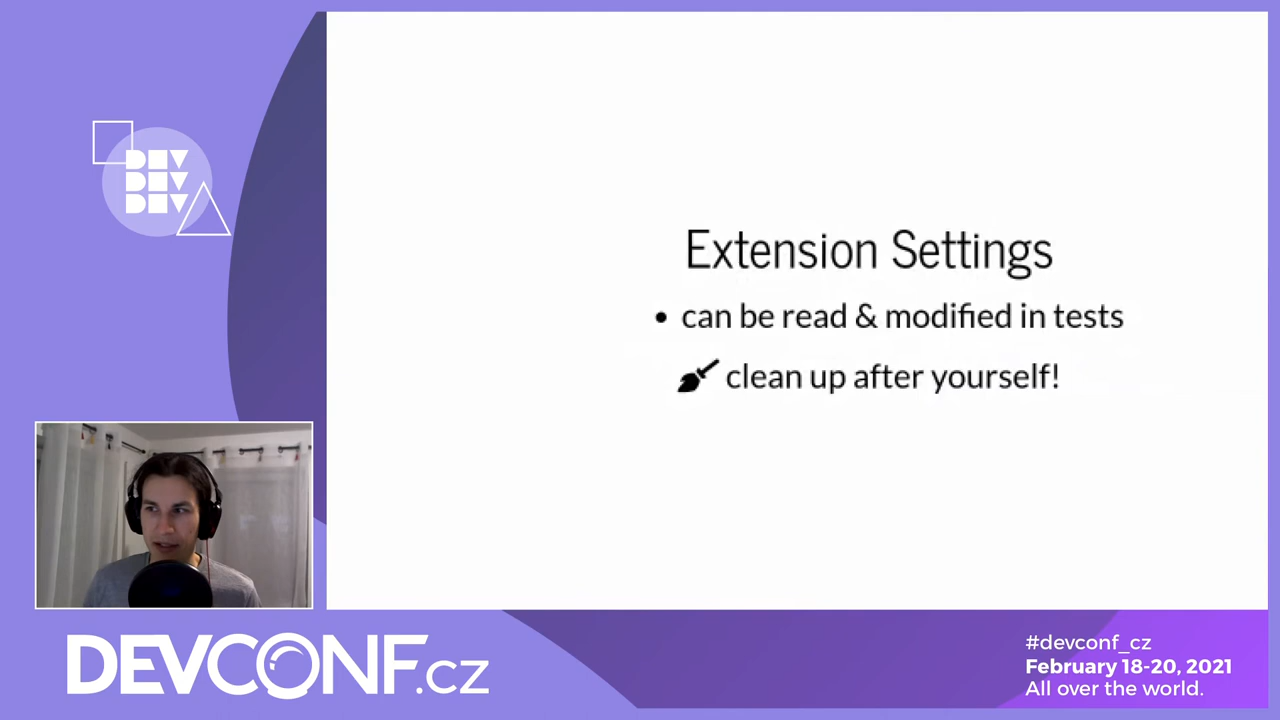 DEV
DEV
DEV
Extension Settings
• can be read & modified in tests
clean up after yourself!
DEVCONF.cz
#devconf_cz
February 18-20, 2021
All over the world.